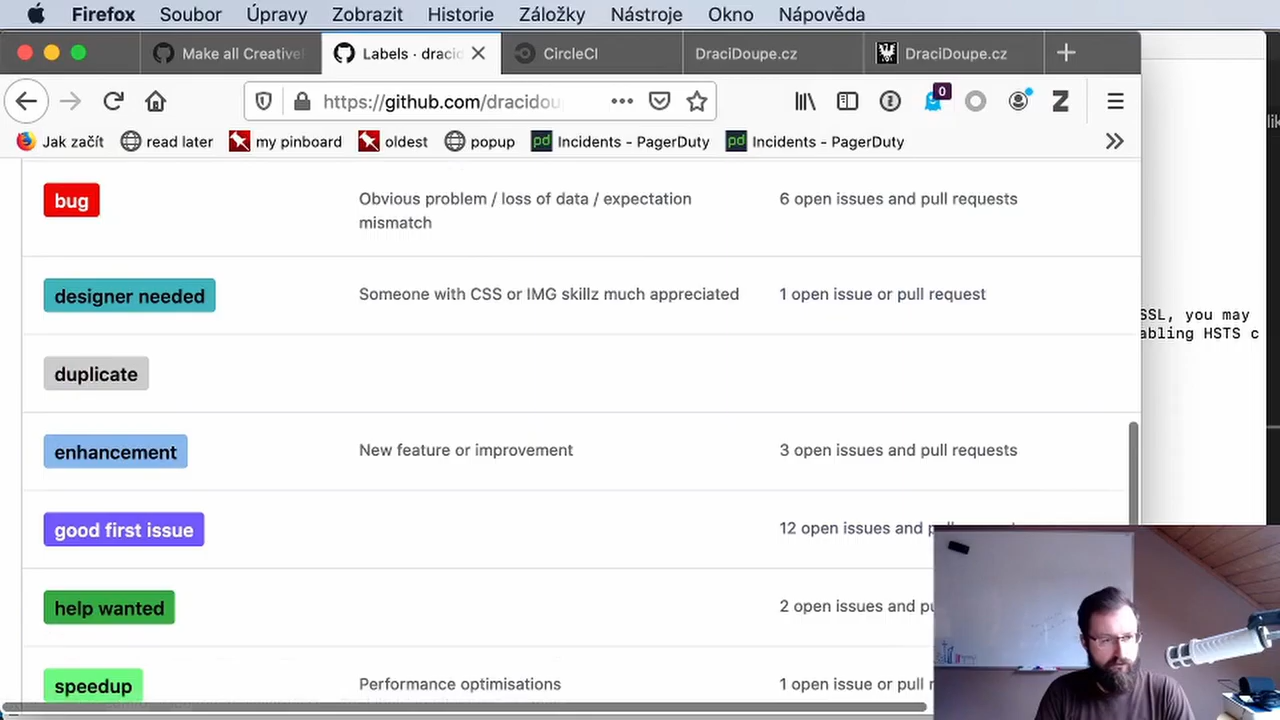 Firefox Soubor Úpravy Zobrazit Historie Záložky Nástroje Okno Nápověda
Make all Creative Labels · dracid CircleCI DraciDoupe.cz DraciDoupe.cz
https://github.com/dracidou 0
Jak začít read later my pinboard oldest popup pd Incidents - PagerDuty pd Incidents - PagerDuty
bug Obvious problem / loss of data / expectation 6 open issues and pull requests
mismatch
designer needed Someone with CSS or IMG skillz much appreciated 1 open issue or pull request
SSL, you may
abling HSTS c
duplicate
enhancement New feature or improvement 3 open issues and pull requests
good first issue 12 open issues and
help wanted 2 open issues and
speedup Performance optimisations 1 open issue or pull